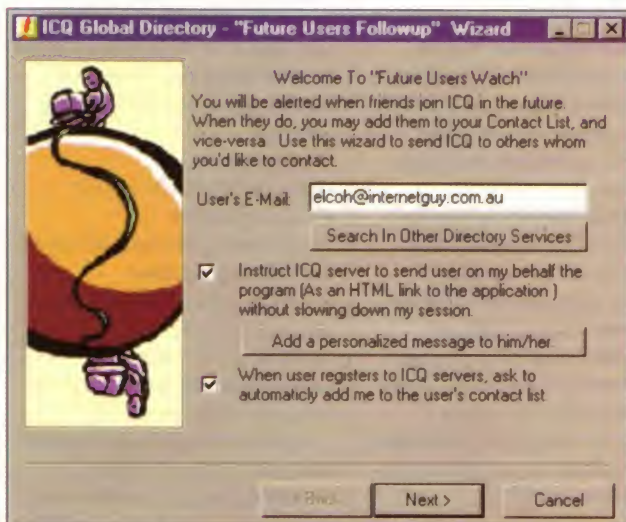 ICQ Global Directory - "Future Users Followup" Wizard
Welcome To "Future Users Watch"
You will be alerted when friends join ICQ in the future.
When they do, you may add them to your Contact List, and
vice-versa. Use this wizard to send ICQ to others whom
you'd like to contact.
User's E-Mail: elcoh@internetguy.com.au
Search In Other Directory Services
Instruct ICQ server to send user on my behalf the
program (As an HTML link to the application )
without slowing down my session.
Add a personalized message to him/her.
When user registers to ICQ servers, ask to
automaticly add me to the user's contact list
< Back Next > Cancel